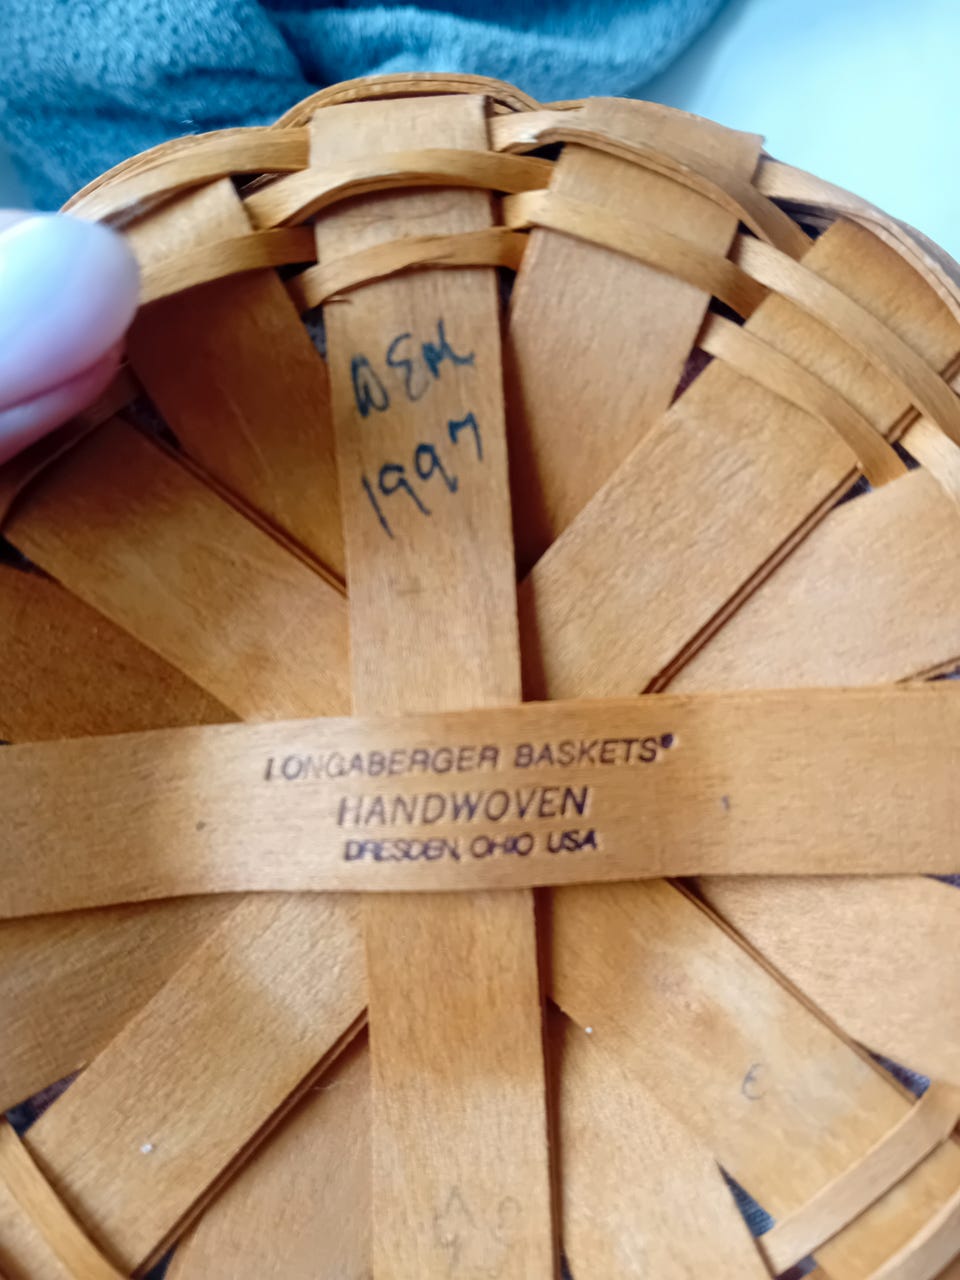 DEM
1997
LONGABERGER BASKETS®
HANDWOVEN
DRESDEN, OHIO USA